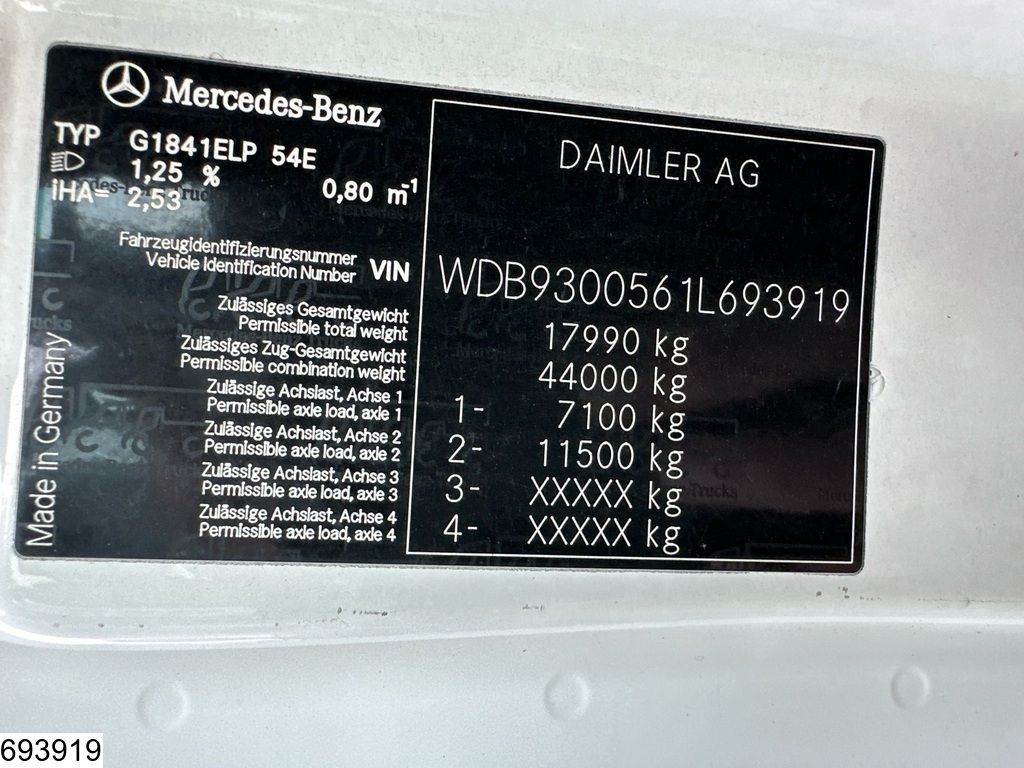 Mercedes-Benz
TYP G1841ELP 54E
1,25 % 0,80 m⁻¹
iHA= 2,53
DAIMLER AG
Fahrzeugidentifizierungsnummer
Vehicle Identification Number VIN WDB9300561L693919
Zulässiges Gesamtgewicht
Permissible total weight 17990 kg
Zulässiges Zug-Gesamtgewicht
Permissible combination weight 44000 kg
Zulässige Achslast, Achse 1
Permissible axle load, axle 1 1- 7100 kg
Zulässige Achslast, Achse 2
Permissible axle load, axle 2 2- 11500 kg
Zulässige Achslast, Achse 3
Permissible axle load, axle 3 3- XXXXX kg
Zulässige Achslast, Achse 4
Permissible axle load, axle 4 4- XXXXX kg
Made in Germany
693919